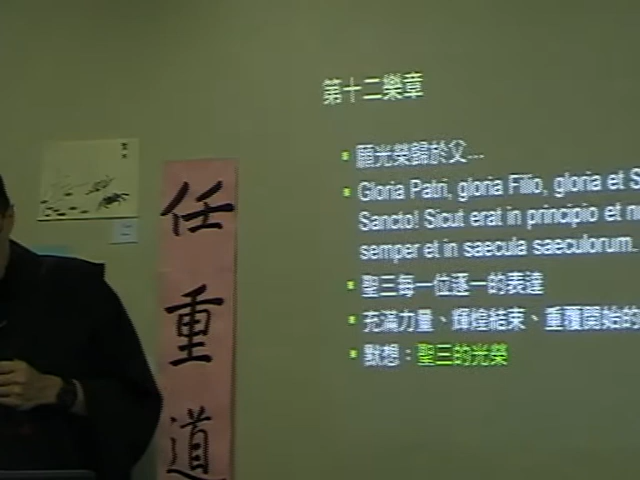 第十二樂章
願光榮歸於父...
Gloria Patri, gloria Filio, gloria et S
Sancto! Sicut erat in principio et n
semper et in saecula saeculorum.
聖三每一位逐一的表達
充滿力量、輝煌結束、重覆開始的
默想：聖三的光榮
任重道